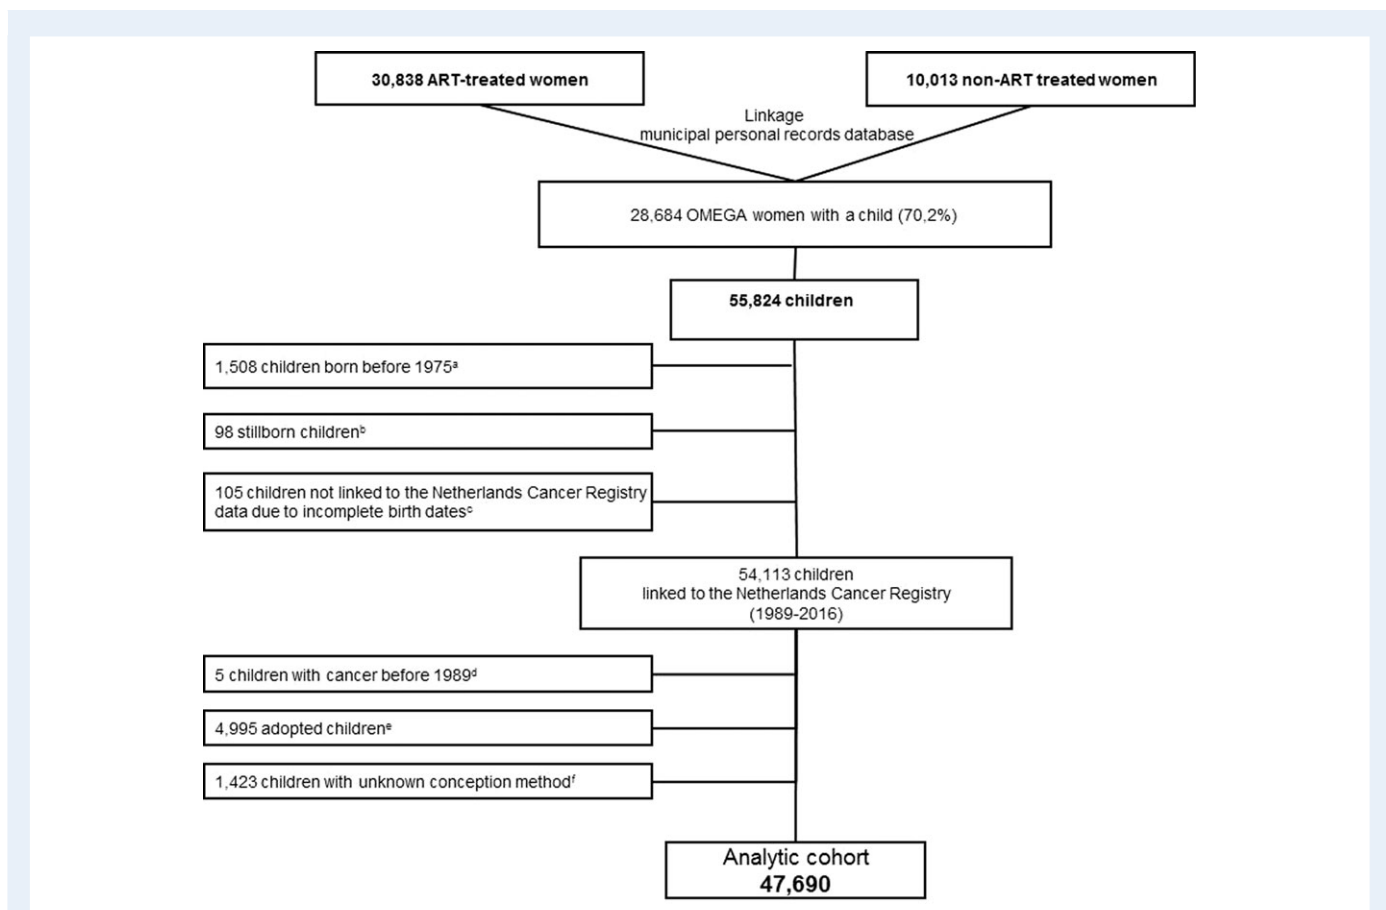 30,838 ART-treated women
10,013 non-ART treated women
Linkage
municipal personal records database
28,684 OMEGA women with a child (70,2%)
55,824 children
1,508 children born before 1975ᵃ
98 stillborn childrenᵇ
105 children not linked to the Netherlands Cancer Registry
data due to incomplete birth datesᶜ
54,113 children
linked to the Netherlands Cancer Registry
(1989-2016)
5 children with cancer before 1989ᵈ
4,995 adopted childrenᵉ
1,423 children with unknown conception methodᶠ
Analytic cohort
47,690